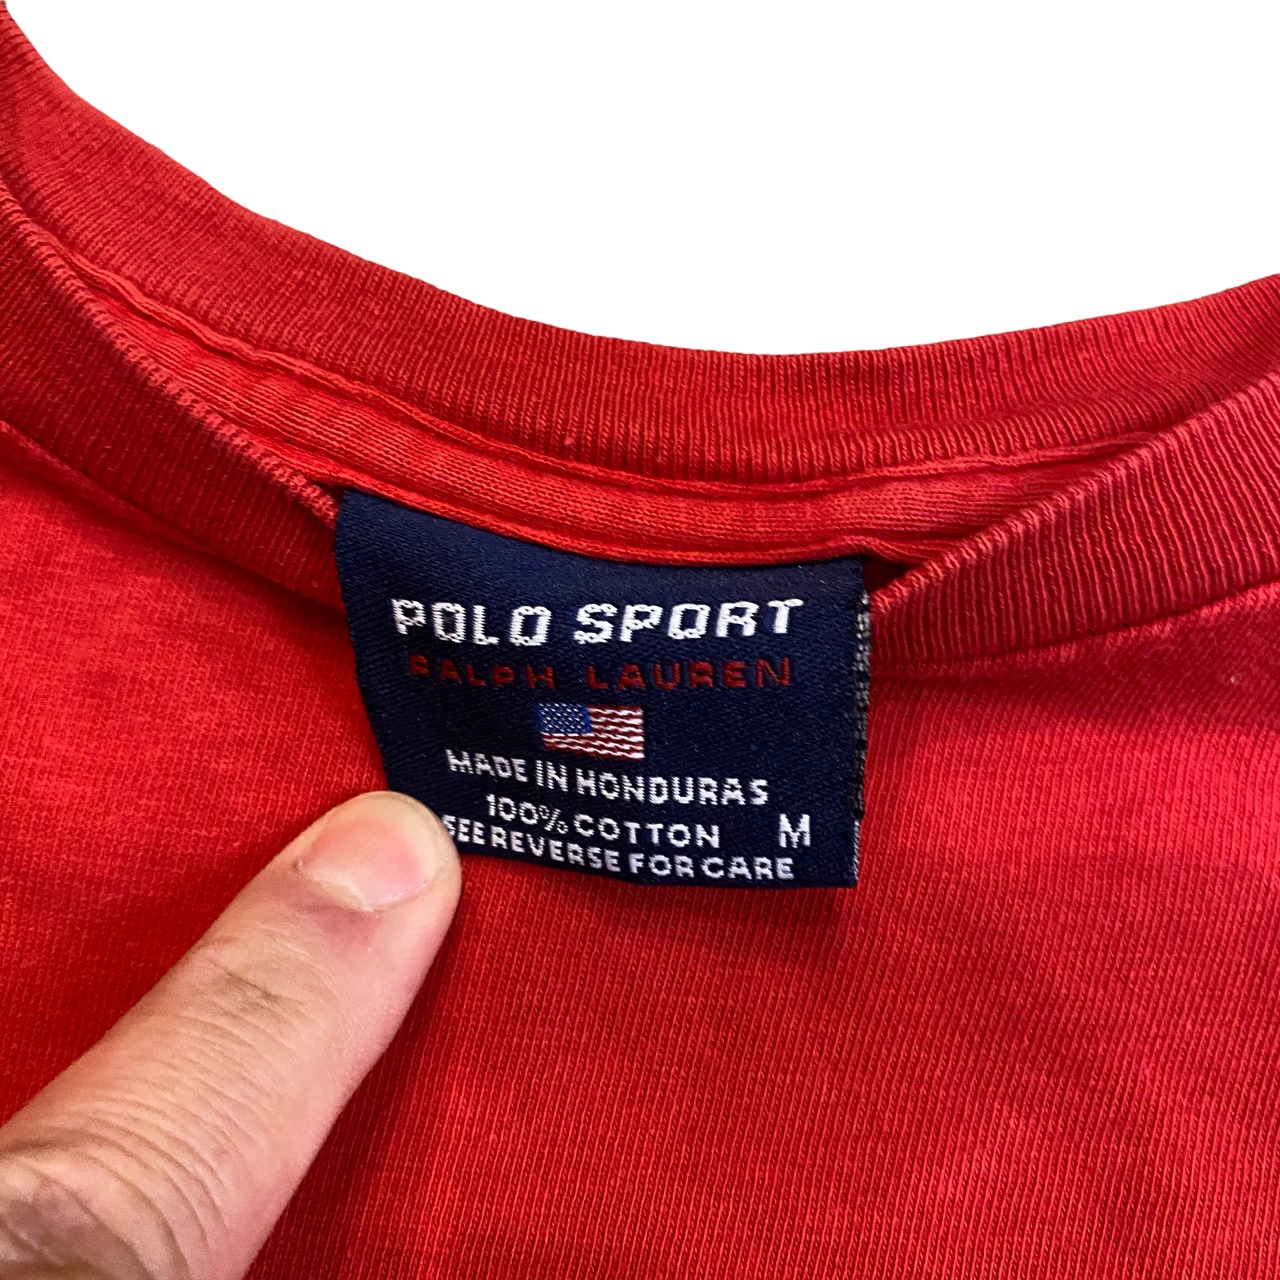 POLO SPORT
RALPH LAUREN
MADE IN HONDURAS
100% COTTON M
SEE REVERSE FOR CARE